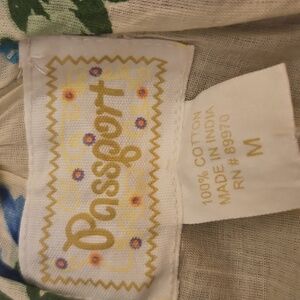 Passport
100% COTTON
MADE IN INDIA
RN # 89970
M